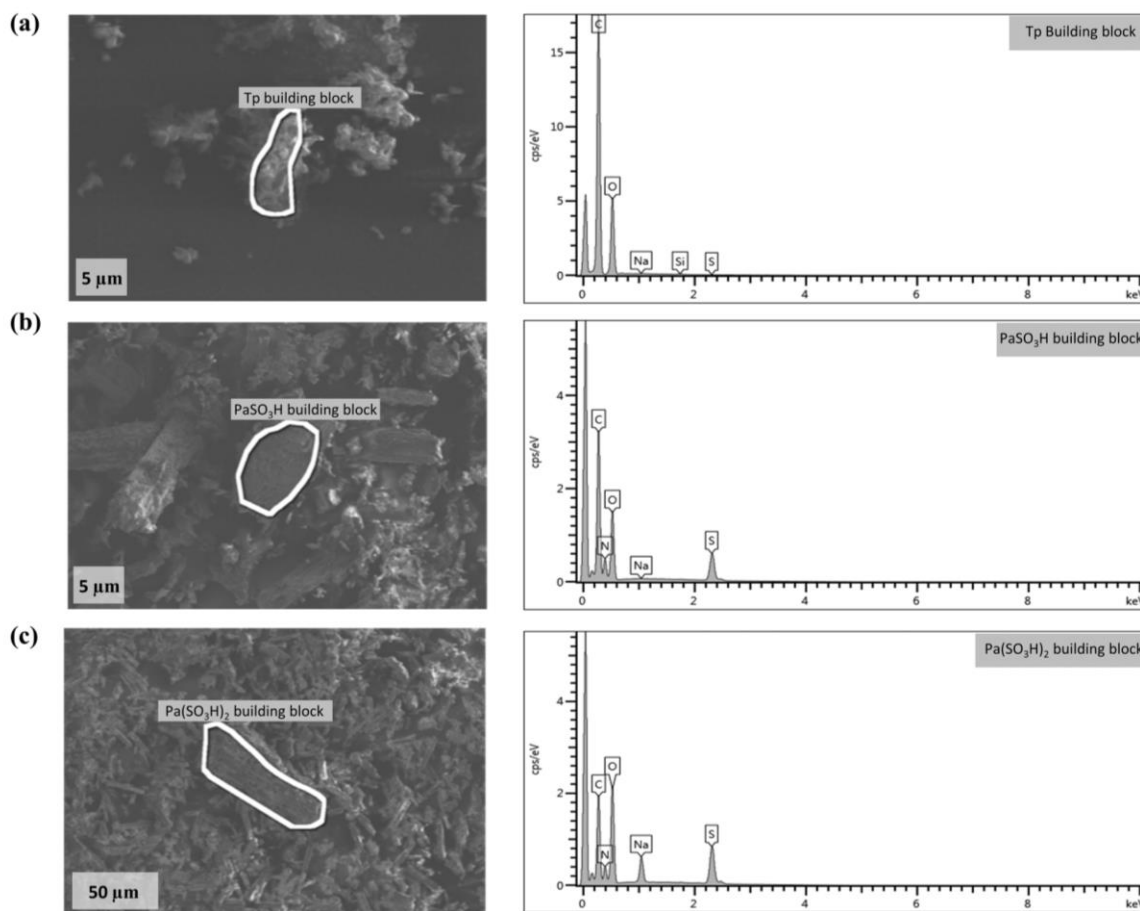 (a)
Tp building block
5 µm
Tp Building block
cps/eV
15
10
5
0
C
O
Na
Si
S
0 2 4 6 8 keV
(b)
PaSO₃H building block
5 µm
PaSO₃H building block
cps/eV
4
2
0
C
O
N
Na
S
0 2 4 6 8 keV
(c)
Pa(SO₃H)₂ building block
50 µm
Pa(SO₃H)₂ building block
cps/eV
4
2
0
O
C
N
Na
S
0 2 4 6 8 keV